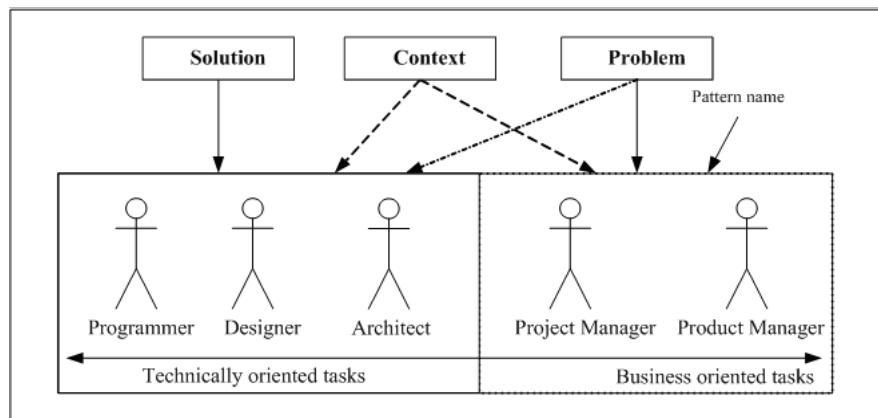 Solution
Context
Problem
Pattern name
Programmer
Designer
Architect
Project Manager
Product Manager
Technically oriented tasks
Business oriented tasks